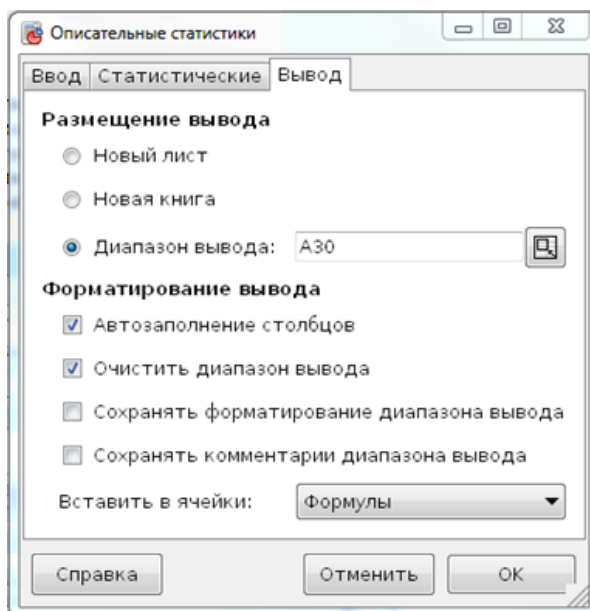 Описательные статистики
Ввод Статистические Вывод
Размещение вывода
Новый лист
Новая книга
Диапазон вывода: A30
Форматирование вывода
Автозаполнение столбцов
Очистить диапазон вывода
Сохранять форматирование диапазона вывода
Сохранять комментарии диапазона вывода
Вставить в ячейки: Формулы
Справка Отменить OK